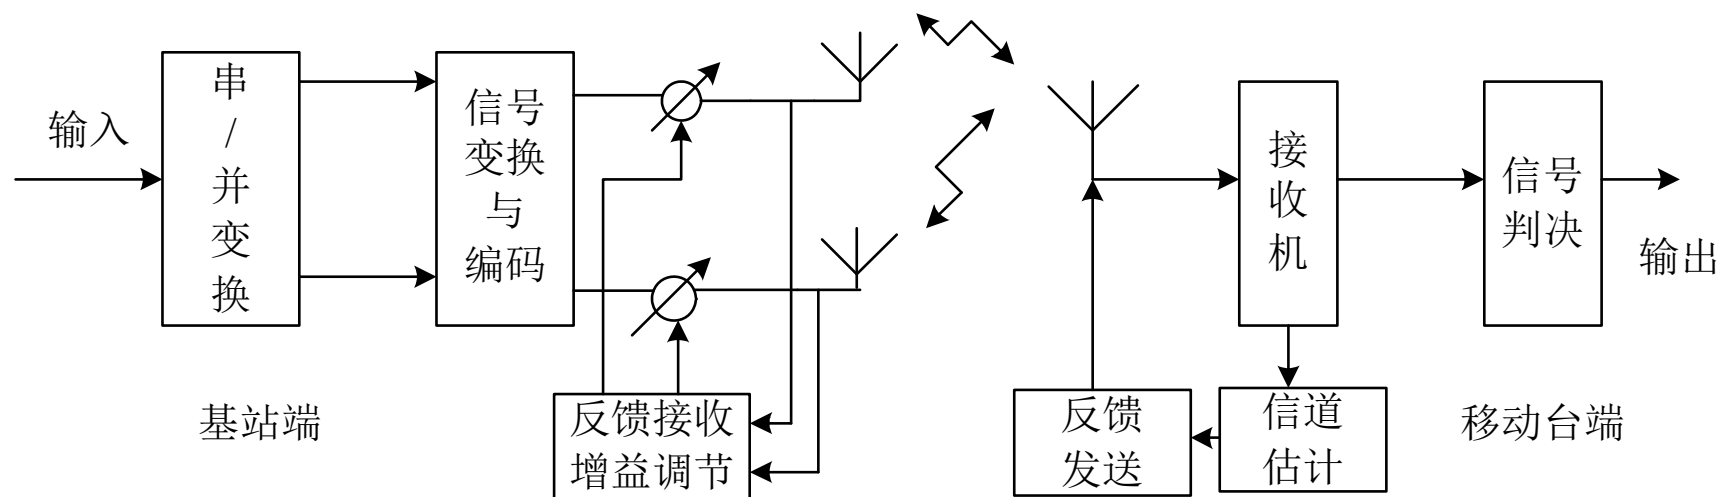 输入
串
/
并
变
换
信号
变换
与
编码
基站端
反馈接收
增益调节
接
收
机
信号
判决
输出
反馈
发送
信道
估计
移动台端